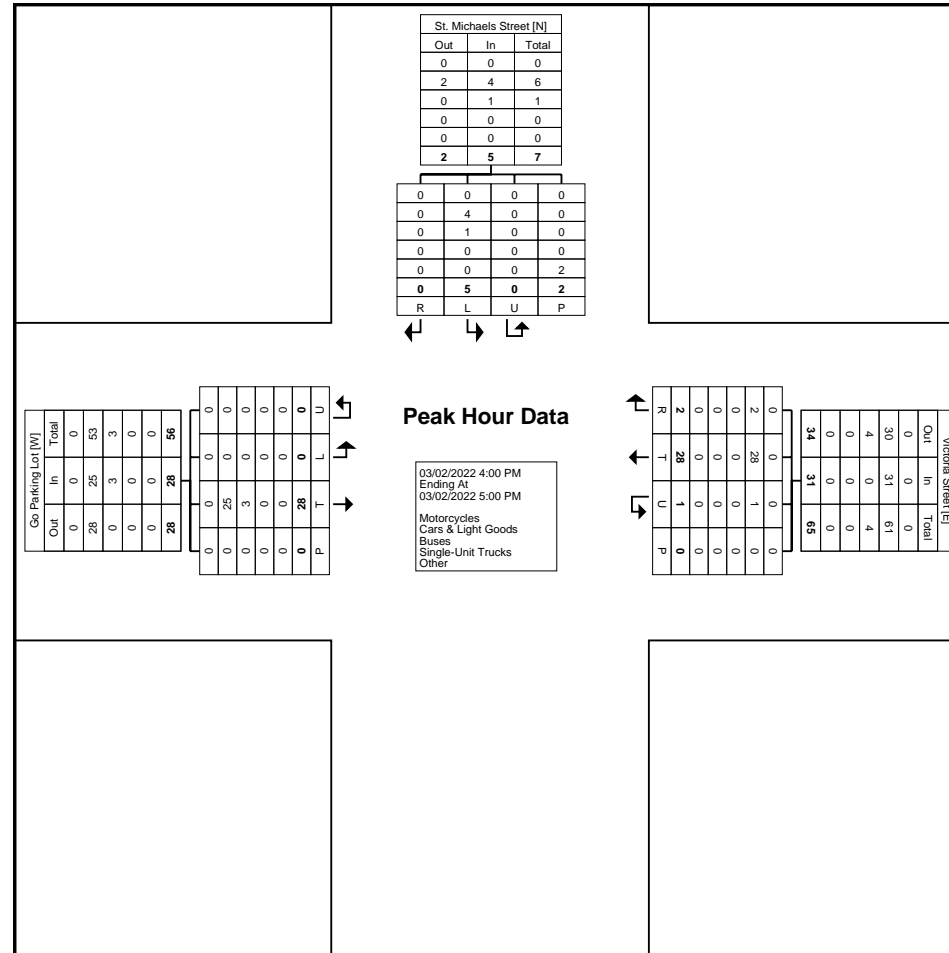 St. Michaels Street [N]
Out In Total
0 0 0
2 4 6
0 1 1
0 0 0
0 0 0
2 5 7
0 0 0 0
0 4 0 0
0 1 0 0
0 0 0 0
0 0 0 2
0 5 0 2
R L U P
Go Parking Lot [W]
Out In Total
0 0 0
28 25 53
0 3 3
0 0 0
0 0 0
28 28 56
0 0 0 0
0 25 0 0
0 3 0 0
0 0 0 0
0 0 0 0
0 28 0 0
P T L U
Peak Hour Data
03/02/2022 4:00 PM
Ending At
03/02/2022 5:00 PM
Motorcycles
Cars & Light Goods
Buses
Single-Unit Trucks
Other
Victoria Street [E]
Out In Total
0 0 0
30 31 61
4 0 4
0 0 0
0 0 0
34 31 65
0 0 0 0
2 28 1 0
0 0 0 0
0 0 0 0
0 0 0 0
2 28 1 0
R T U P